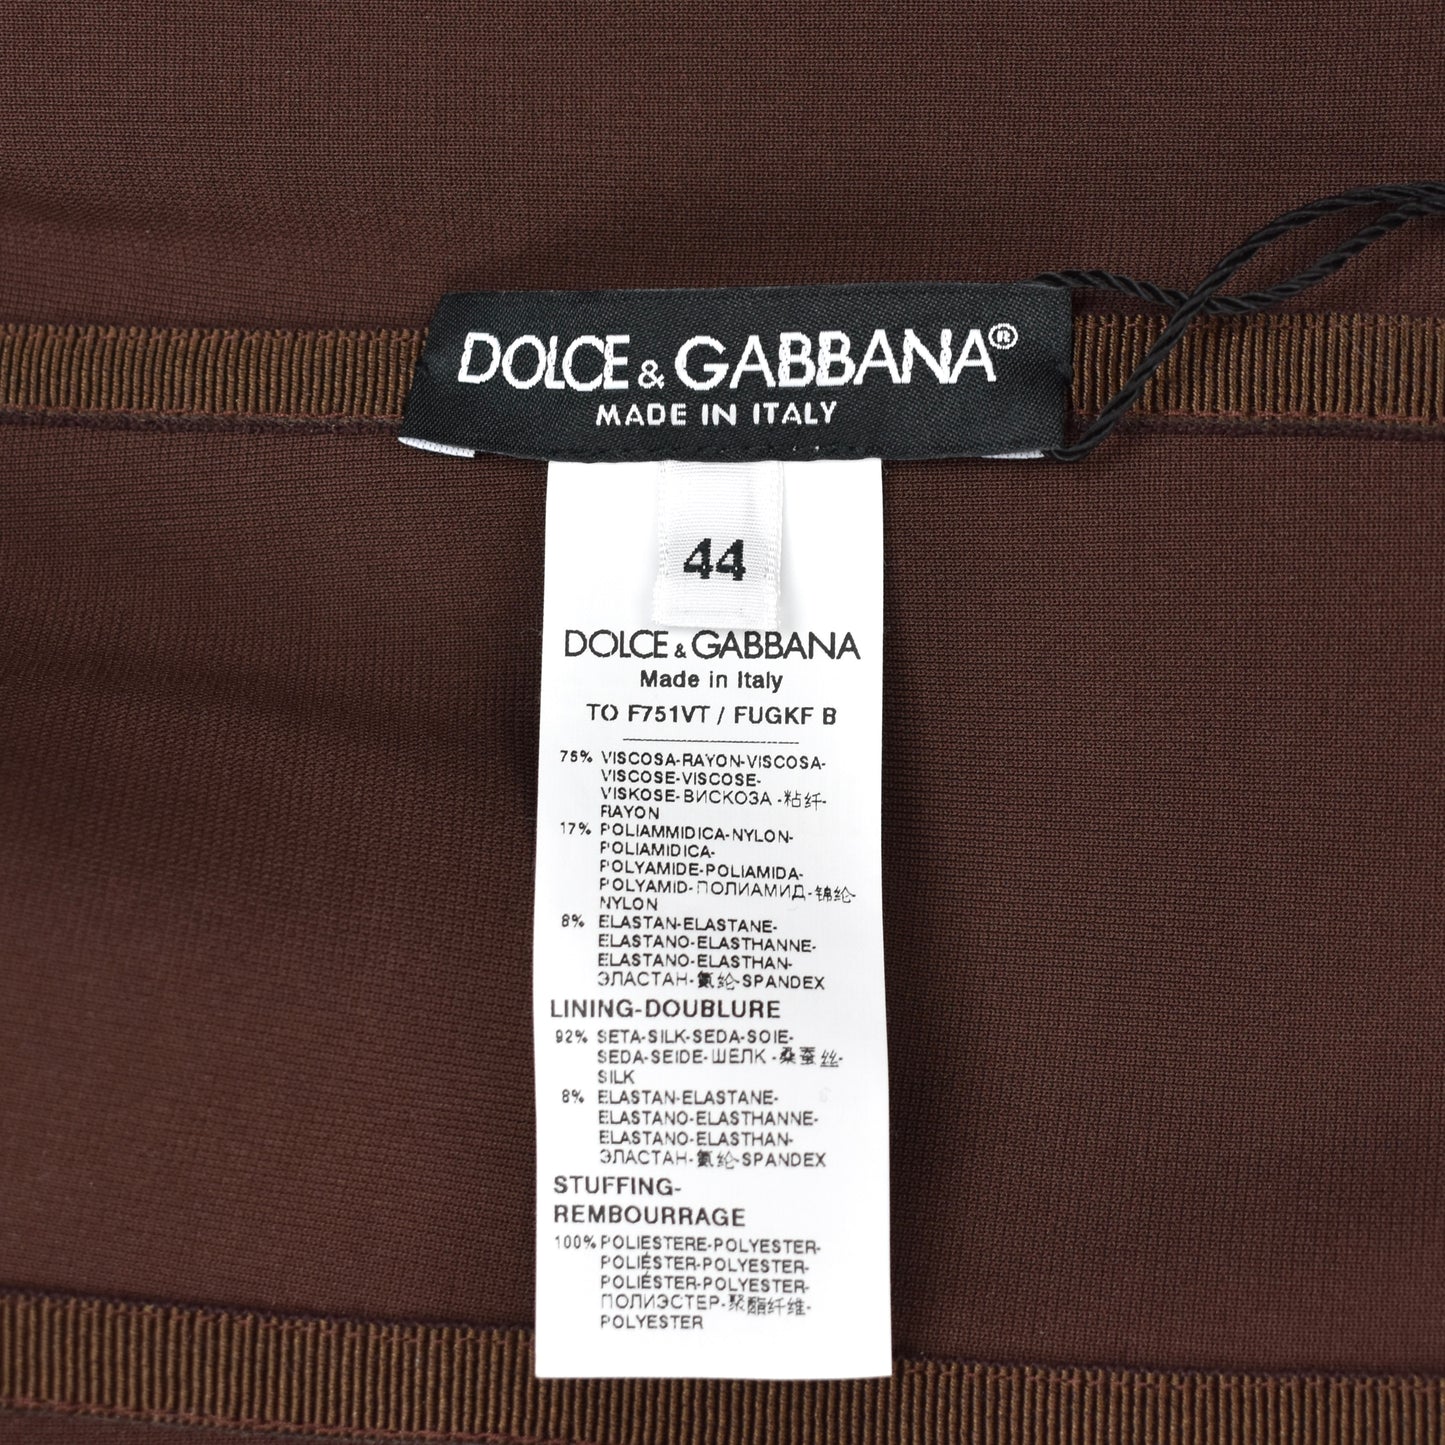 DOLCE & GABBANA®
MADE IN ITALY
44
DOLCE & GABBANA
Made in Italy
TO F751VT / FUGKF B
75% VISCOSA-RAYON-VISCOSA-
VISCOSE-VISCOSE-
VISKOSE-ВИСКОЗА-粘纤-
RAYON
17% POLIAMMIDICA-NYLON-
POLIAMIDICA-
POLYAMIDE-POLIAMIDA-
POLYAMID-ПОЛИАМИД-锦纶-
NYLON
8% ELASTAN-ELASTANE-
ELASTANO-ELASTHANNE-
ELASTANO-ELASTHAN-
ЭЛАСТАН-氨纶-SPANDEX
LINING-DOUBLURE
92% SETA-SILK-SEDA-SOIE-
SEDA-SEIDE-ШЕЛК-桑蚕丝-
SILK
8% ELASTAN-ELASTANE-
ELASTANO-ELASTHANNE-
ELASTANO-ELASTHAN-
ЭЛАСТАН-氨纶-SPANDEX
STUFFING-
REMBOURRAGE
100% POLIESTERE-POLYESTER-
POLIÉSTER-POLYESTER-
POLIÉSTER-POLYESTER-
ПОЛИЭСТЕР-聚酯纤维-
POLYESTER